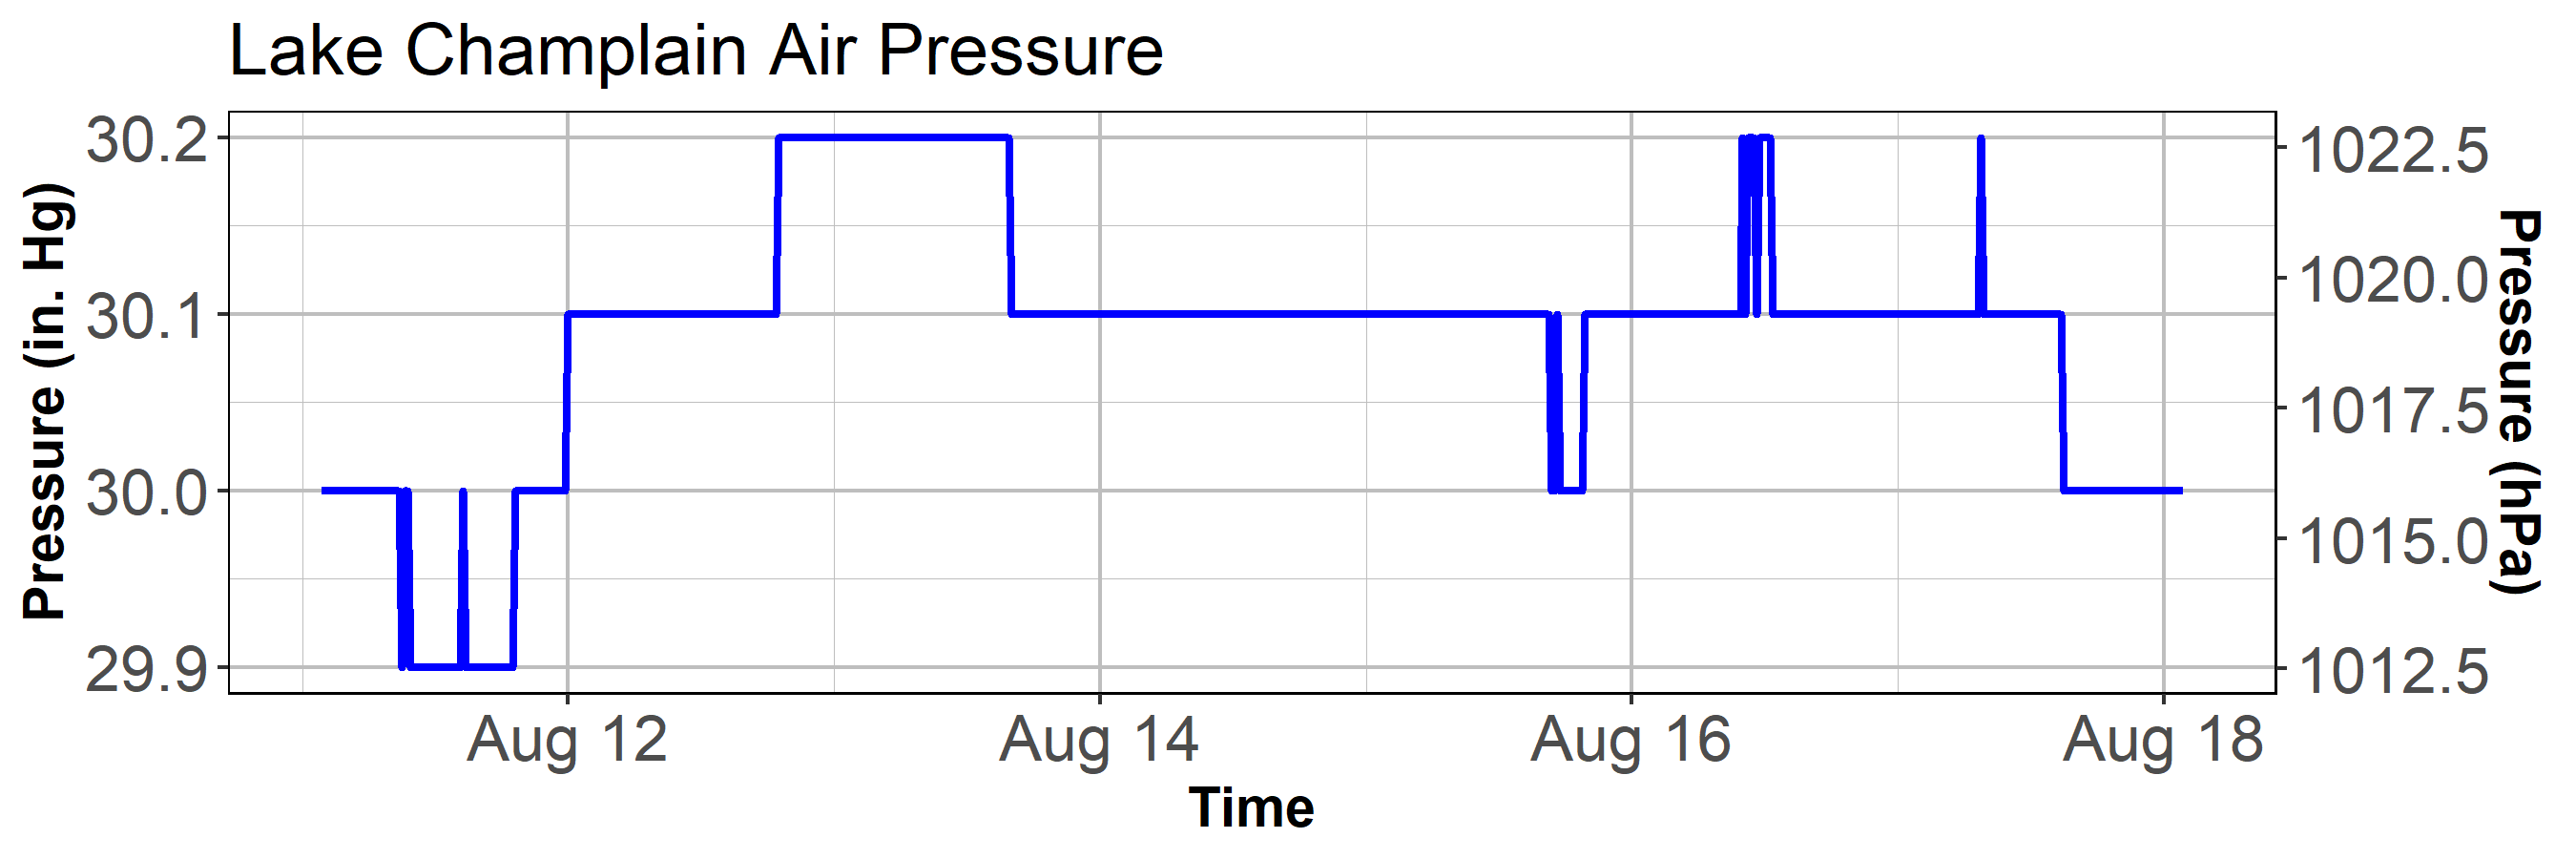 Lake Champlain Air Pressure
Pressure (in. Hg)
30.2
30.1
30.0
29.9
1022.5
1020.0
1017.5
1015.0
1012.5
Pressure (hPa)
Aug 12
Aug 14
Aug 16
Aug 18
Time